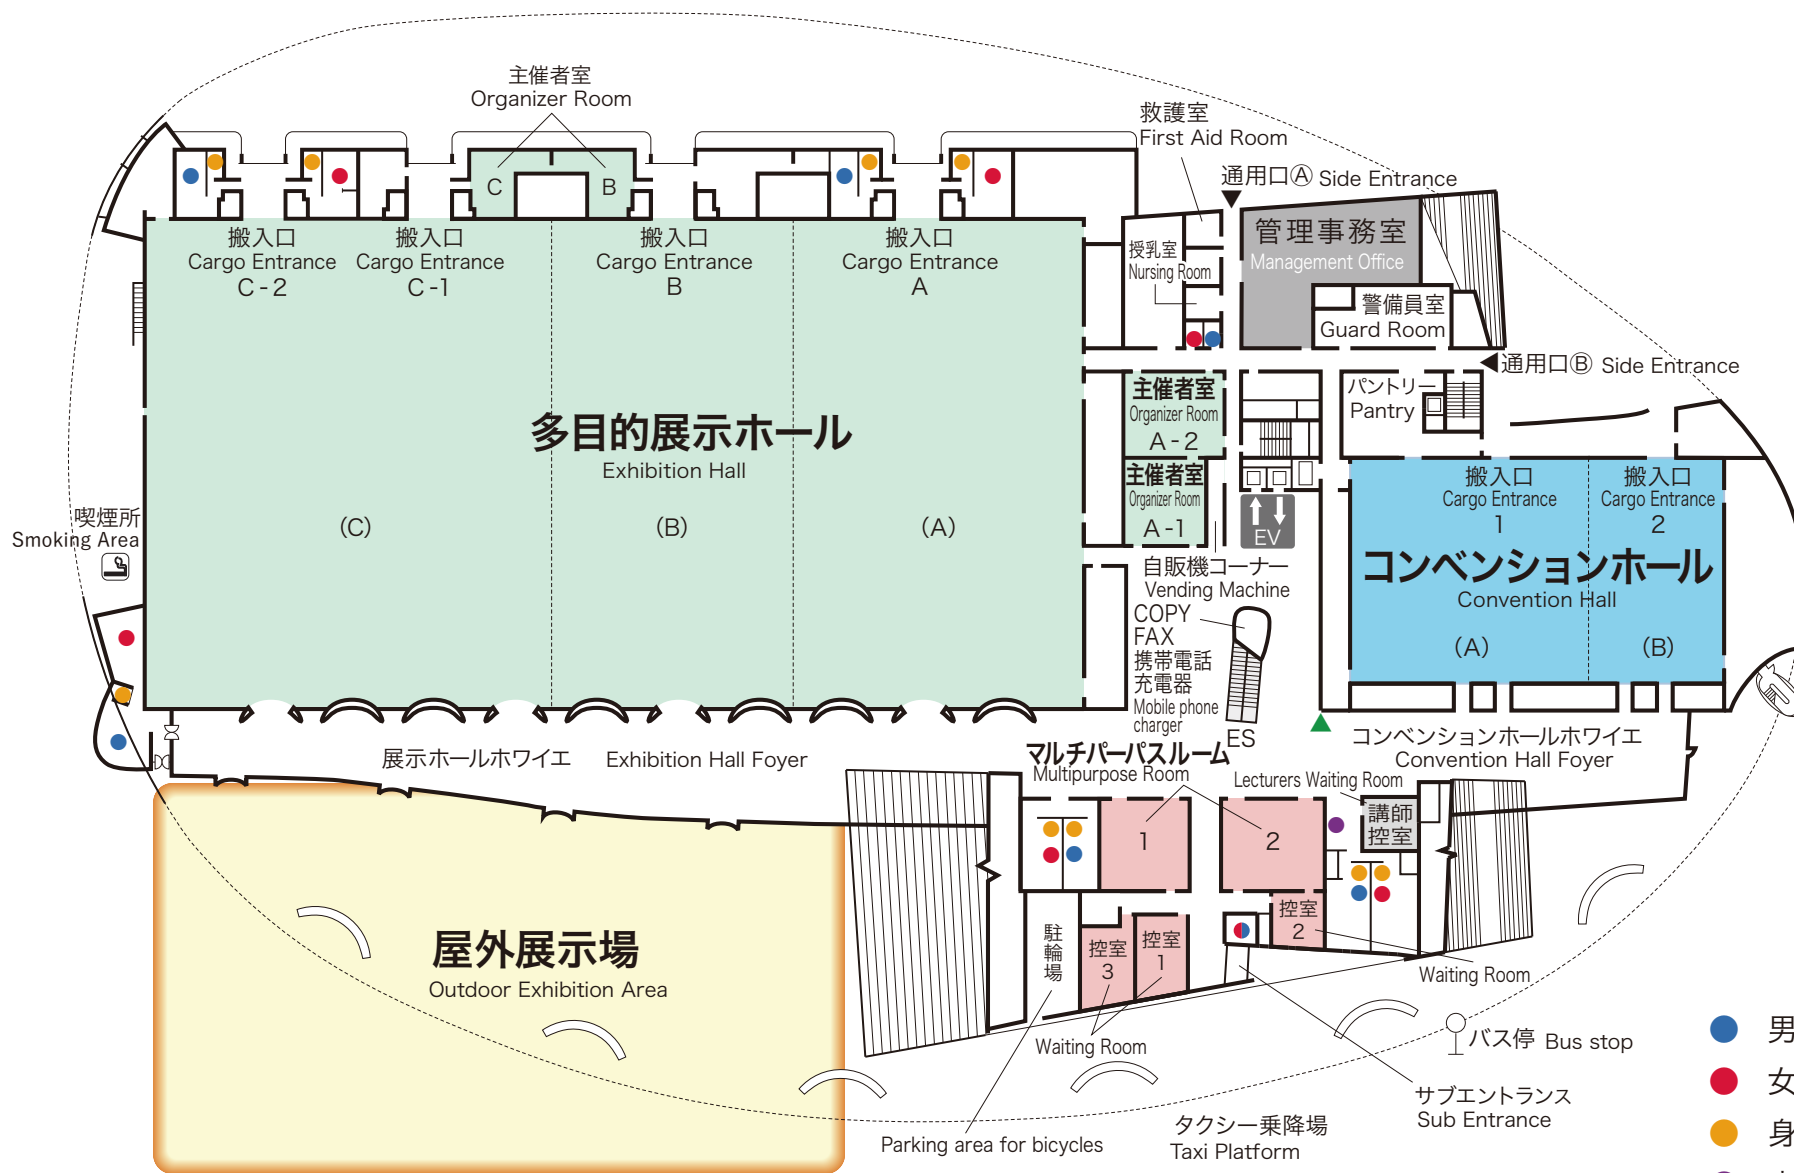 主催者室
Organizer Room
C
B
救護室
First Aid Room
通用口Ⓐ Side Entrance
搬入口
Cargo Entrance
C-2
搬入口
Cargo Entrance
C-1
搬入口
Cargo Entrance
B
搬入口
Cargo Entrance
A
授乳室
Nursing Room
管理事務室
Management Office
警備員室
Guard Room
通用口Ⓑ Side Entrance
主催者室
Organizer Room
A-2
パントリー
Pantry
多目的展示ホール
Exhibition Hall
(C)
(B)
(A)
主催者室
Organizer Room
A-1
EV
搬入口
Cargo Entrance
1
搬入口
Cargo Entrance
2
コンベンションホール
Convention Hall
(A)
(B)
喫煙所
Smoking Area
自販機コーナー
Vending Machine
COPY
FAX
携帯電話
充電器
Mobile phone
charger
ES
展示ホールホワイエ Exhibition Hall Foyer
コンベンションホールホワイエ
Convention Hall Foyer
マルチパーパスルーム
Multipurpose Room
1
2
Lecturers Waiting Room
講師
控室
屋外展示場
Outdoor Exhibition Area
駐輪場
控室
3
控室
1
控室
2
Waiting Room
Waiting Room
バス停 Bus stop
サブエントランス
Sub Entrance
Parking area for bicycles
タクシー乗降場
Taxi Platform
男
女
身